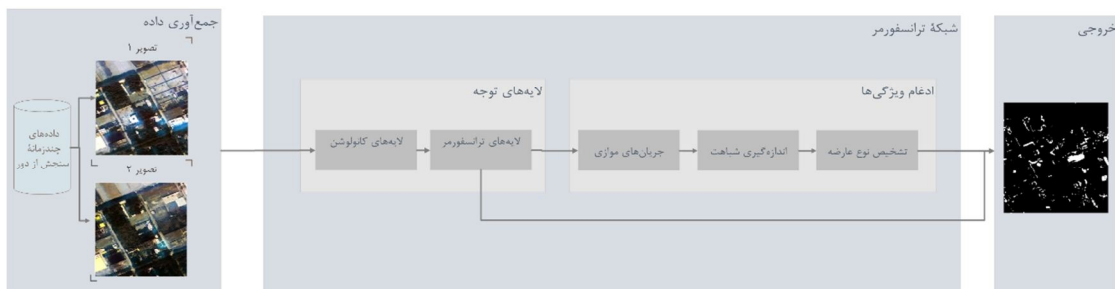 جمع‌آوری داده
تصویر ۱
داده‌های
چندزمانهٔ
سنجش از دور
تصویر ۲
شبکهٔ ترانسفورمر
لایه‌های توجه
لایه‌های کانولوشن
لایه‌های ترانسفورمر
ادغام ویژگی‌ها
جریان‌های موازی
اندازه‌گیری شباهت
تشخیص نوع عارضه
خروجی